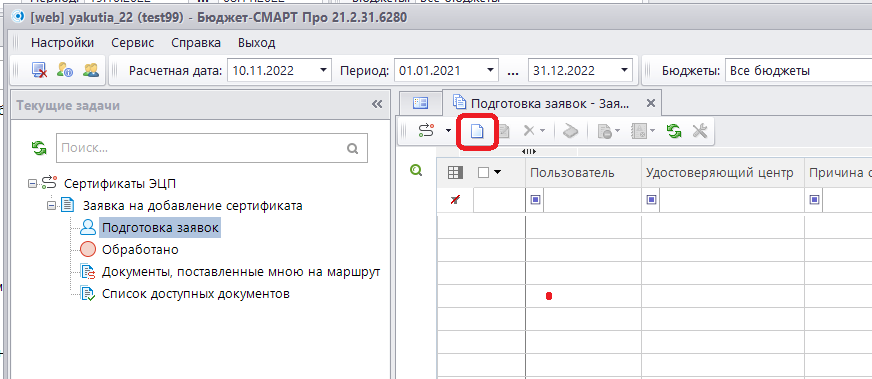 [web] yakutia_22 (test99) - Бюджет-СМАРТ Про 21.2.31.6280
Настройки Сервис Справка Выход
Расчетная дата: 10.11.2022 Период: 01.01.2021 ... 31.12.2022 Бюджеты: Все бюджеты
Текущие задачи
Подготовка заявок - Зая...
Поиск...
Сертификаты ЭЦП
Заявка на добавление сертификата
Подготовка заявок
Обработано
Документы, поставленные мною на маршрут
Список доступных документов
Пользователь Удостоверяющий центр Причина с